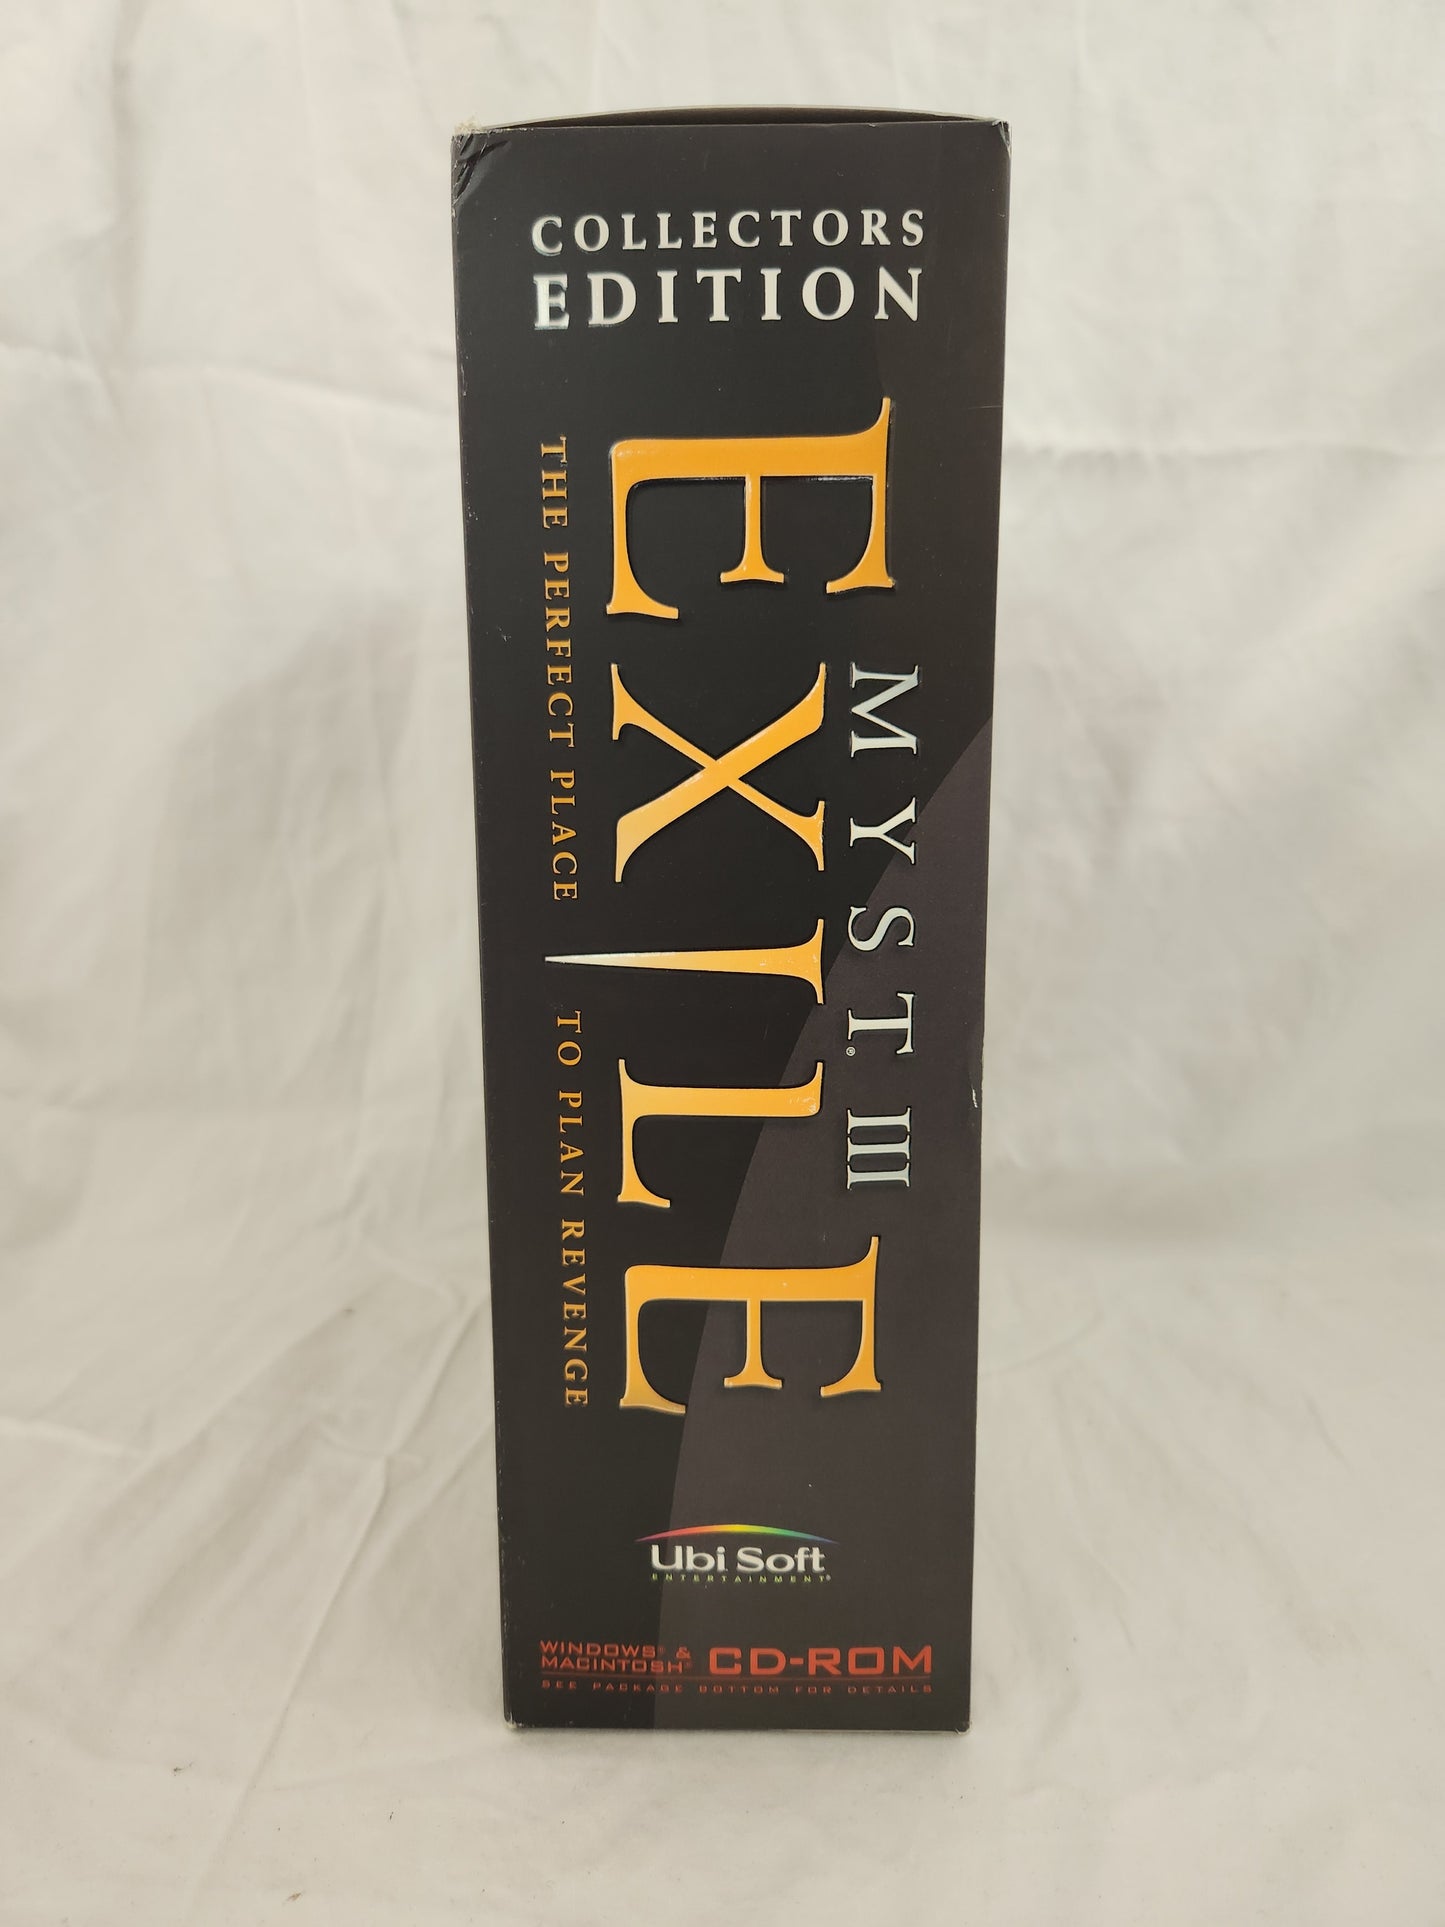 COLLECTORS
EDITION
MYST.® III
EXILE
THE PERFECT PLACE TO PLAN REVENGE
Ubi Soft
ENTERTAINMENT®
WINDOWS® &
MACINTOSH® CD-ROM
SEE PACKAGE BOTTOM FOR DETAILS